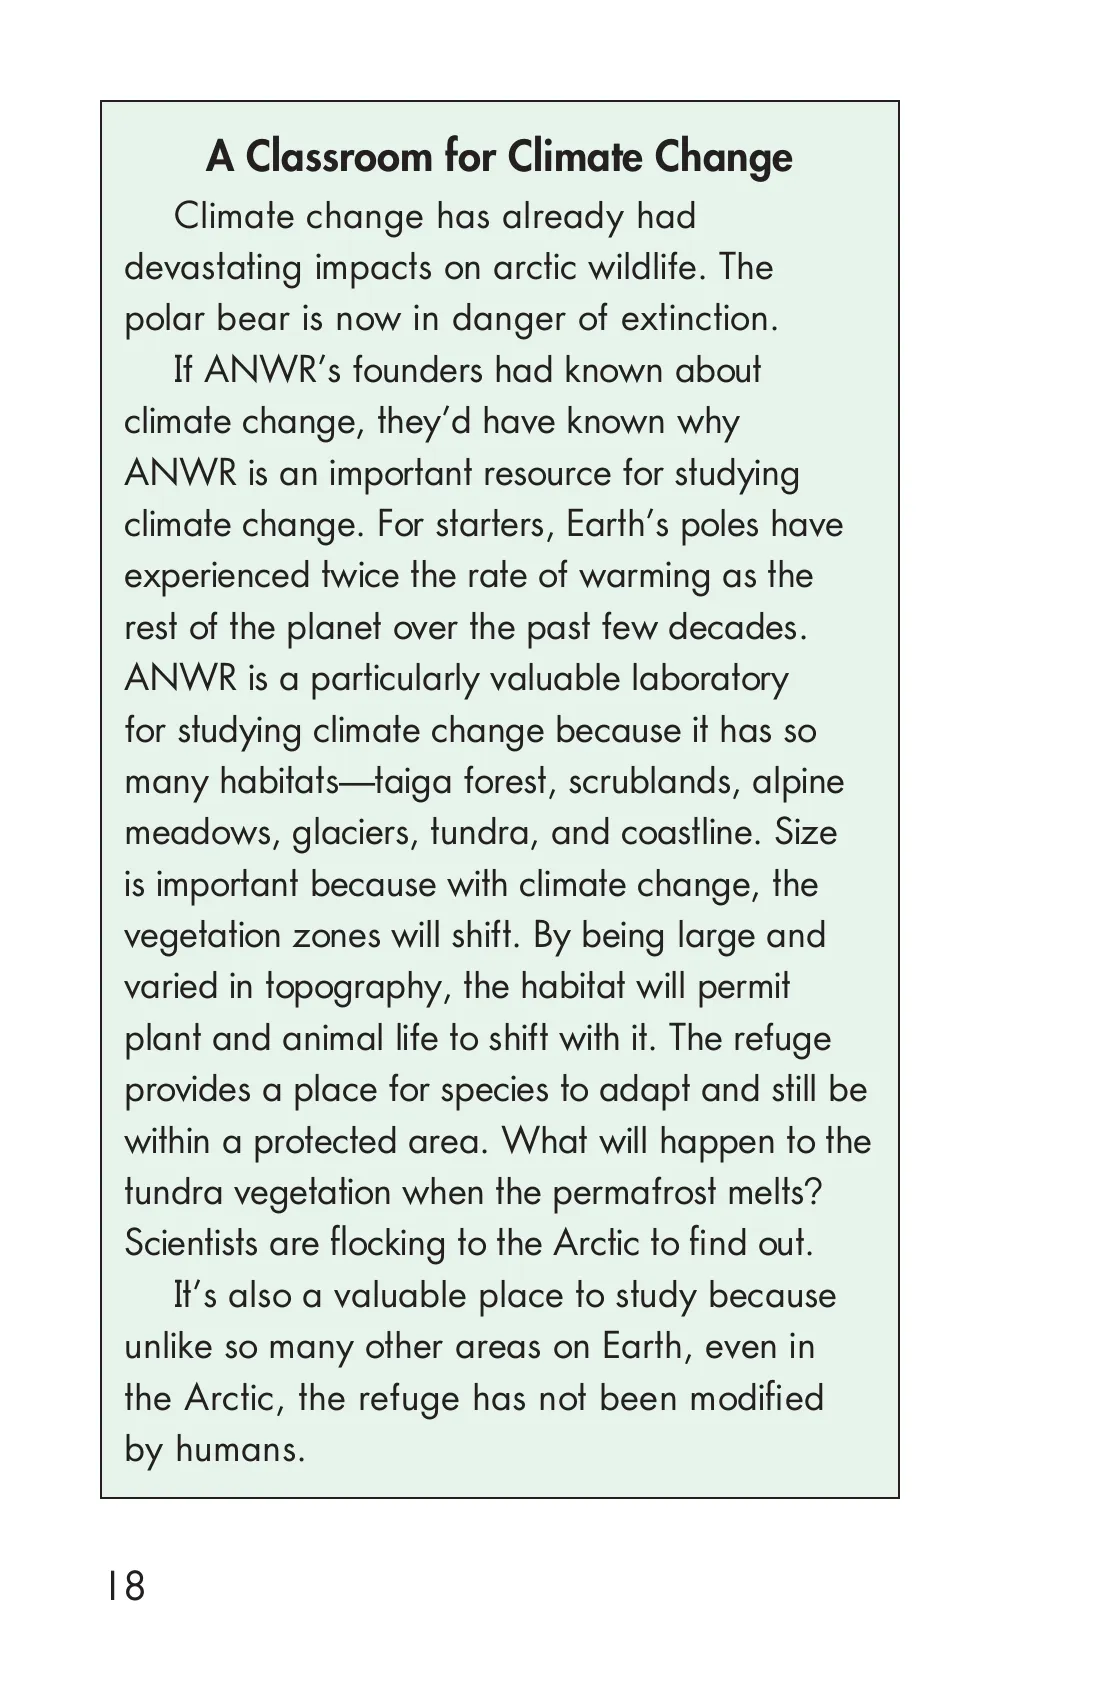 A Classroom for Climate Change
Climate change has already had
devastating impacts on arctic wildlife. The
polar bear is now in danger of extinction.
If ANWR’s founders had known about
climate change, they’d have known why
ANWR is an important resource for studying
climate change. For starters, Earth’s poles have
experienced twice the rate of warming as the
rest of the planet over the past few decades.
ANWR is a particularly valuable laboratory
for studying climate change because it has so
many habitats—taiga forest, scrublands, alpine
meadows, glaciers, tundra, and coastline. Size
is important because with climate change, the
vegetation zones will shift. By being large and
varied in topography, the habitat will permit
plant and animal life to shift with it. The refuge
provides a place for species to adapt and still be
within a protected area. What will happen to the
tundra vegetation when the permafrost melts?
Scientists are flocking to the Arctic to find out.
It’s also a valuable place to study because
unlike so many other areas on Earth, even in
the Arctic, the refuge has not been modified
by humans.
18